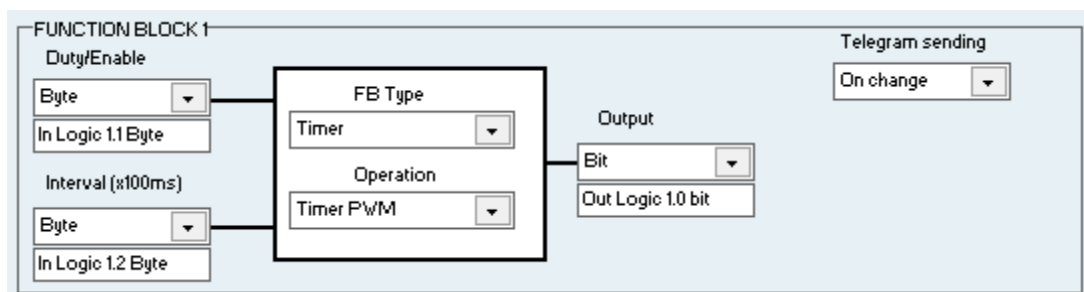 FUNCTION BLOCK 1
Duty/Enable
Byte
In Logic 1.1 Byte
Interval (x100ms)
Byte
In Logic 1.2 Byte
FB Type
Timer
Operation
Timer PWM
Output
Bit
Out Logic 1.0 bit
Telegram sending
On change